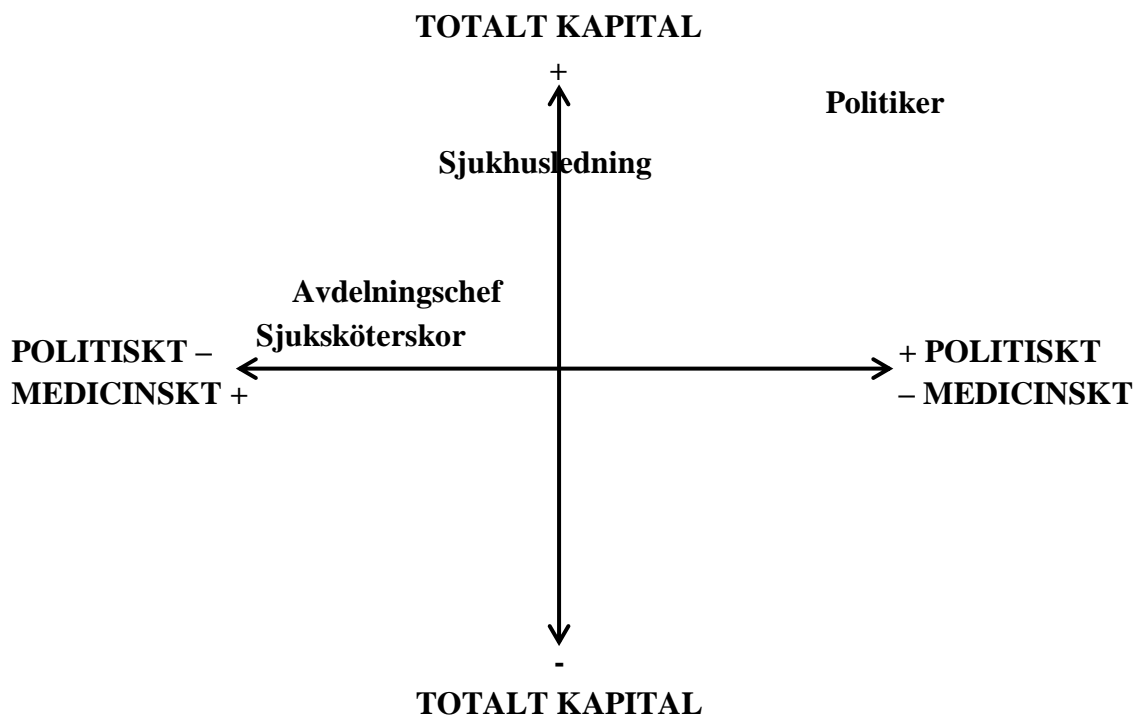 TOTALT KAPITAL
+
Politiker
Sjukhusledning
Avdelningschef
Sjuksköterskor
POLITISKT –
MEDICINSKT +
+ POLITISKT
– MEDICINSKT
-
TOTALT KAPITAL